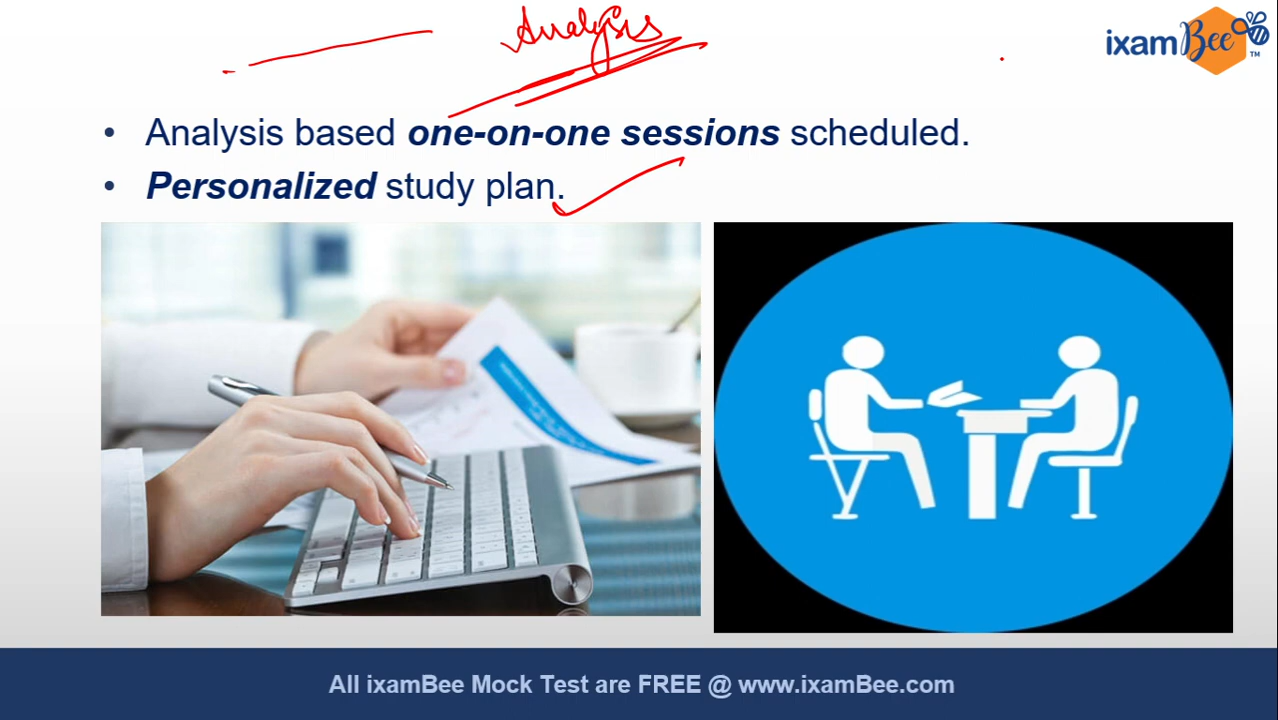 Analysis
ixamBee™
• Analysis based one-on-one sessions scheduled.
• Personalized study plan.
All ixamBee Mock Test are FREE @ www.ixamBee.com